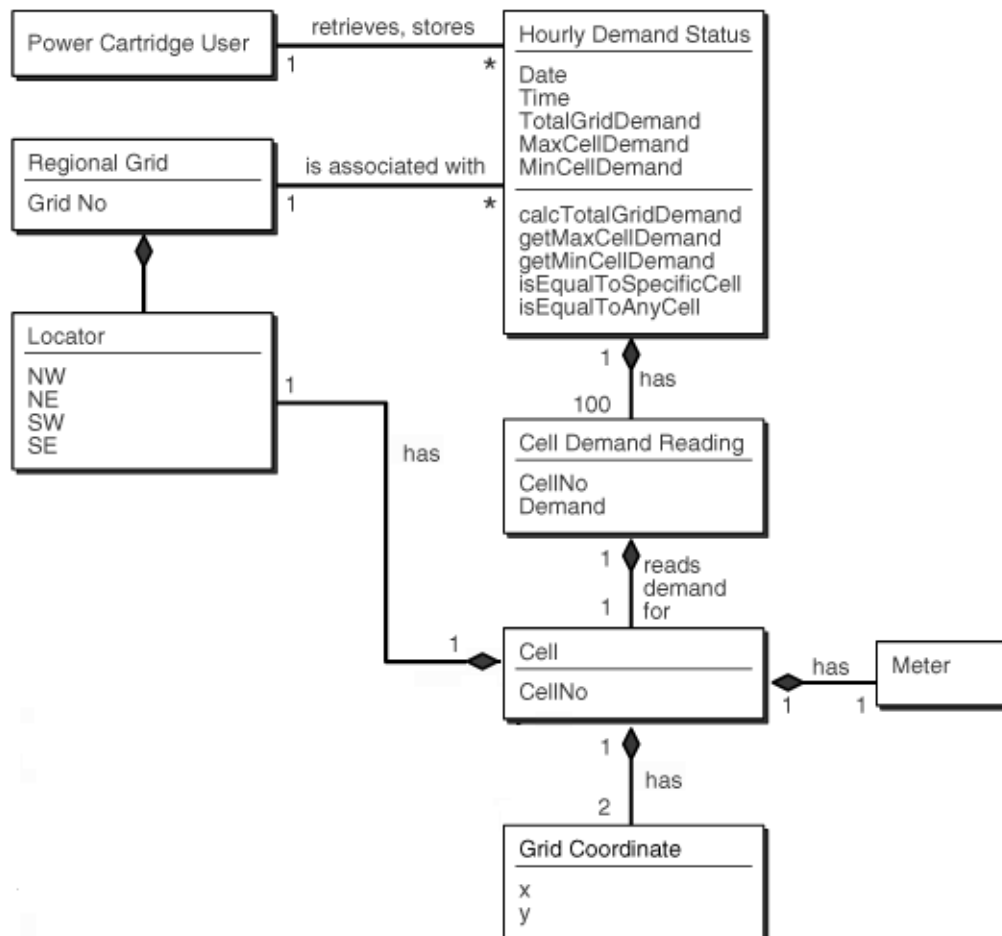 Power Cartridge User
retrieves, stores
1
*
Hourly Demand Status
Date
Time
TotalGridDemand
MaxCellDemand
MinCellDemand
calcTotalGridDemand
getMaxCellDemand
getMinCellDemand
isEqualToSpecificCell
isEqualToAnyCell
Regional Grid
Grid No
is associated with
1
*
Locator
NW
NE
SW
SE
1
has
1
1
has
100
Cell Demand Reading
CellNo
Demand
1
reads
demand
for
1
Cell
CellNo
has
1
1
Meter
1
has
2
Grid Coordinate
x
y